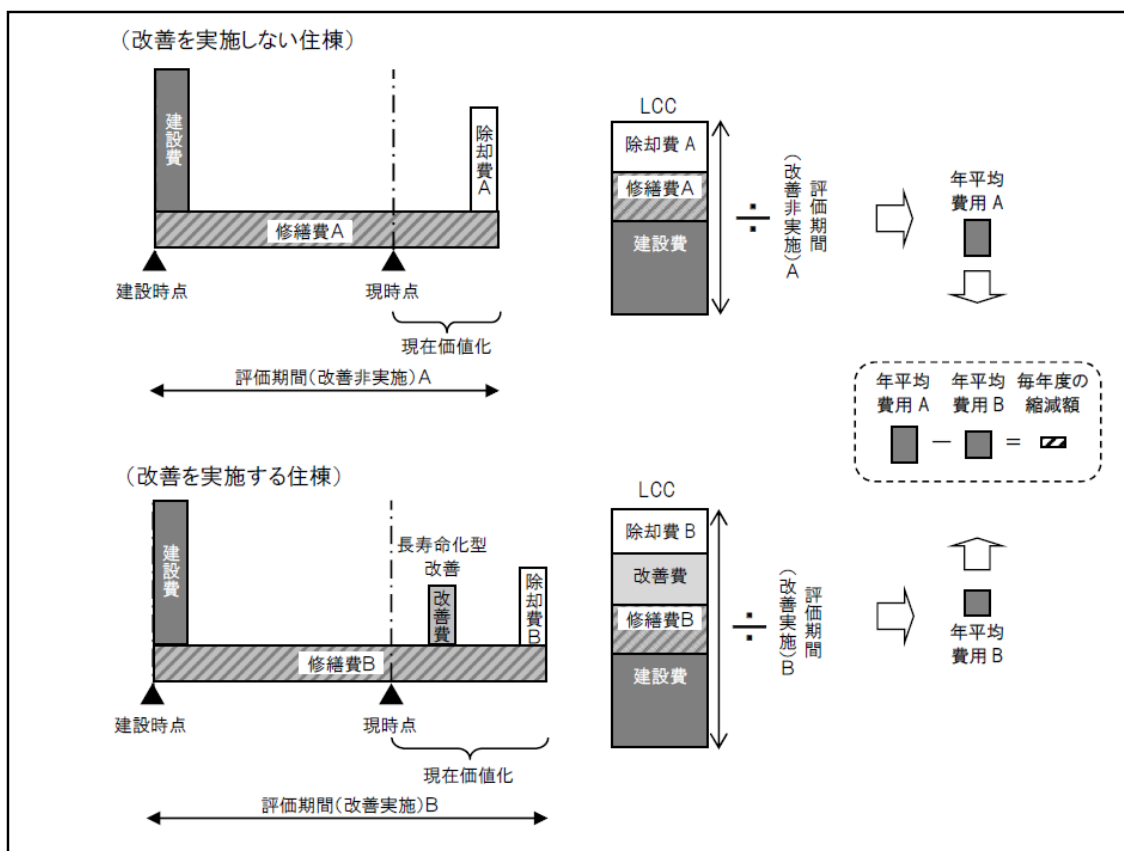 （改善を実施しない住棟）
建設費
除却費A
修繕費A
建設時点
現時点
現在価値化
評価期間（改善非実施）A
LCC
除却費 A
修繕費A
建設費
÷
評価期間
（改善非実施）A
年平均
費用 A
年平均
費用 A
年平均
費用 B
毎年度の
縮減額
－
＝
（改善を実施する住棟）
建設費
長寿命化型
改善
改善費
除却費B
修繕費B
建設時点
現時点
現在価値化
評価期間（改善実施）B
LCC
除却費 B
改善費
修繕費B
建設費
÷
評価期間
（改善実施）B
年平均
費用 B